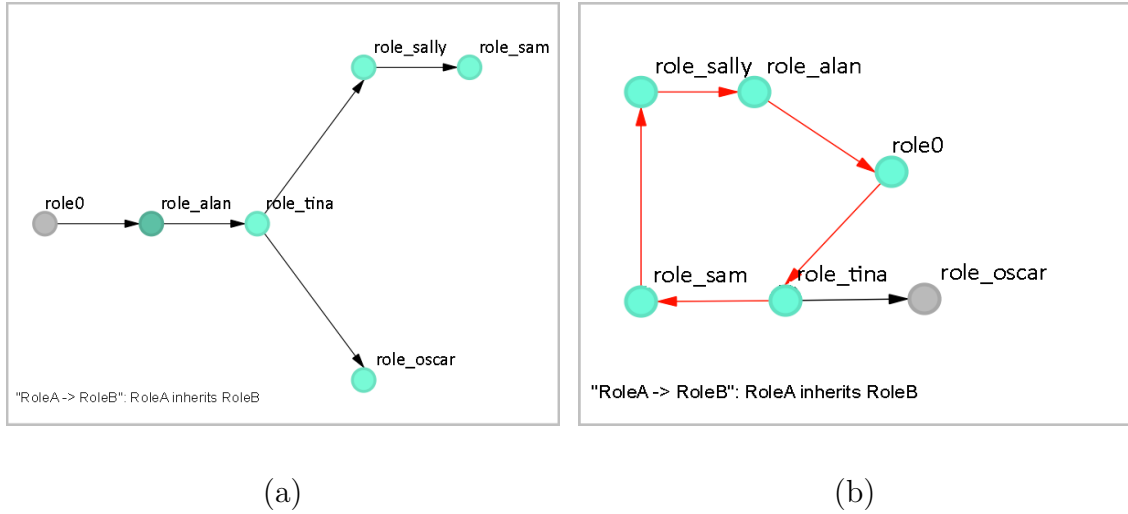 role_sally
role_sam
role0
role_alan
role_tina
role_oscar
"RoleA -> RoleB": RoleA inherits RoleB
role_sally
role_alan
role0
role_sam
role_tina
role_oscar
"RoleA -> RoleB": RoleA inherits RoleB
(a)
(b)